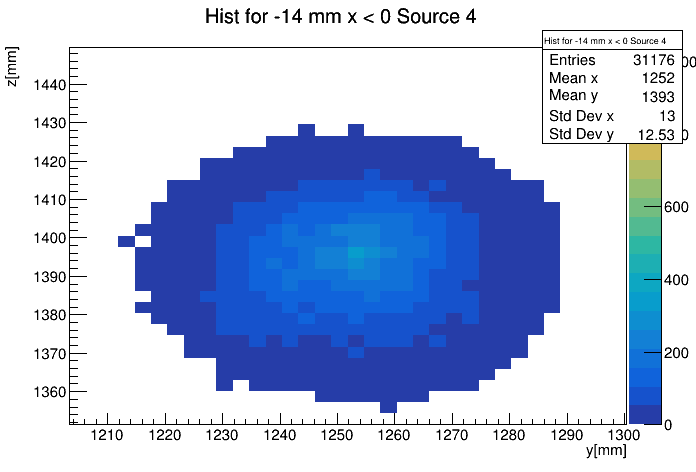 Hist for -14 mm x < 0 Source 4
z[mm]
Hist for -14 mm x < 0 Source 4
Entries 31176
Mean x 1252
Mean y 1393
Std Dev x 13
Std Dev y 12.53
1440
1430
1420
1410
1400
1390
1380
1370
1360
600
400
200
0
1210 1220 1230 1240 1250 1260 1270 1280 1290 1300
y[mm]